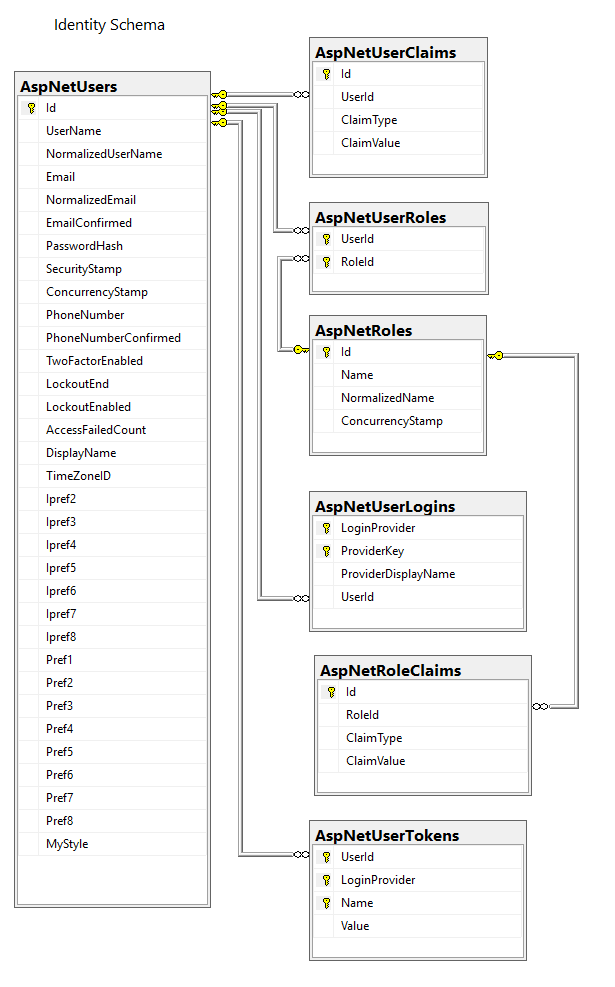 Identity Schema
AspNetUsers
Id
UserName
NormalizedUserName
Email
NormalizedEmail
EmailConfirmed
PasswordHash
SecurityStamp
ConcurrencyStamp
PhoneNumber
PhoneNumberConfirmed
TwoFactorEnabled
LockoutEnd
LockoutEnabled
AccessFailedCount
DisplayName
TimeZoneID
Ipref2
Ipref3
Ipref4
Ipref5
Ipref6
Ipref7
Ipref8
Pref1
Pref2
Pref3
Pref4
Pref5
Pref6
Pref7
Pref8
MyStyle
AspNetUserClaims
Id
UserId
ClaimType
ClaimValue
AspNetUserRoles
UserId
RoleId
AspNetRoles
Id
Name
NormalizedName
ConcurrencyStamp
AspNetUserLogins
LoginProvider
ProviderKey
ProviderDisplayName
UserId
AspNetRoleClaims
Id
RoleId
ClaimType
ClaimValue
AspNetUserTokens
UserId
LoginProvider
Name
Value